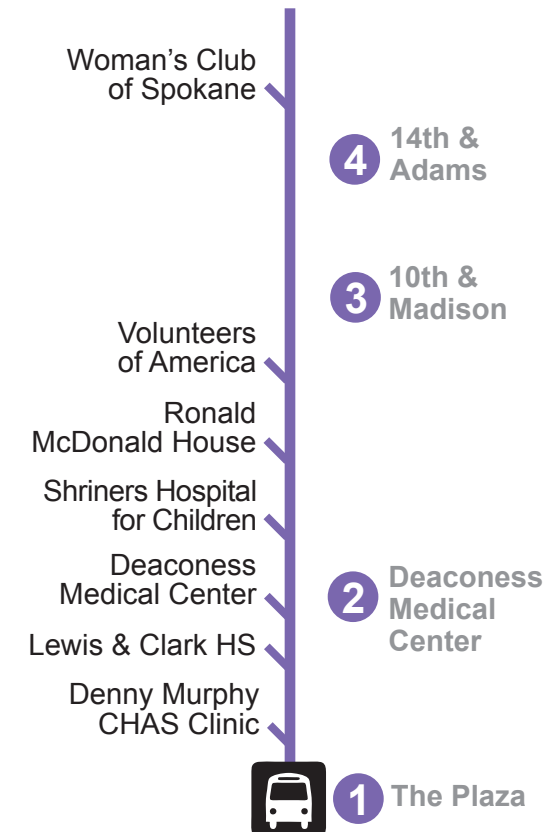 Woman's Club
of Spokane
4
14th &
Adams
3
10th &
Madison
Volunteers
of America
Ronald
McDonald House
Shriners Hospital
for Children
Deaconess
Medical Center
2
Deaconess
Medical
Center
Lewis & Clark HS
Denny Murphy
CHAS Clinic
1
The Plaza